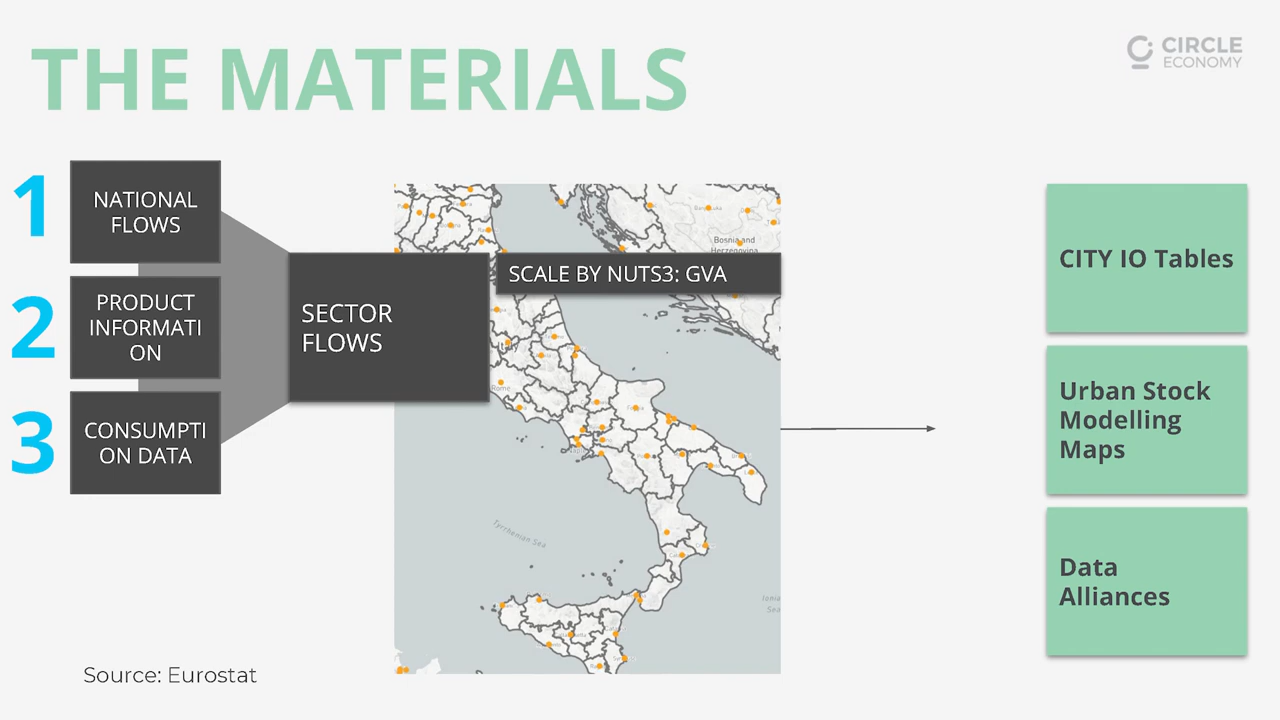 THE MATERIALS
CIRCLE
ECONOMY
1
NATIONAL
FLOWS
2
PRODUCT
INFORMATI
ON
3
CONSUMPTI
ON DATA
SECTOR
FLOWS
SCALE BY NUTS3: GVA
Bosnia and
Herzegovina
Rome
Tyrrhenian Sea
Ionian
Sea
CITY IO Tables
Urban Stock
Modelling
Maps
Data
Alliances
Source: Eurostat